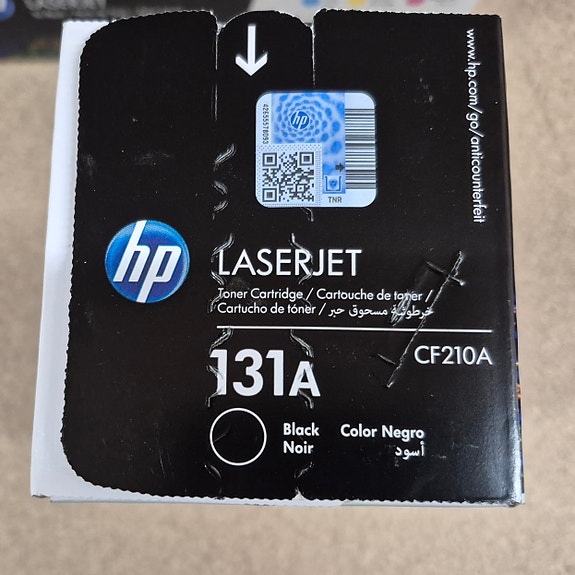 www.hp.com/go/anticounterfeit
hp
TNR
hp
LASERJET
Toner Cartridge / Cartouche de toner /
Cartucho de tóner / خرطوشة مسحوق حبر
131A
CF210A
Black
Noir
Color Negro
أسود